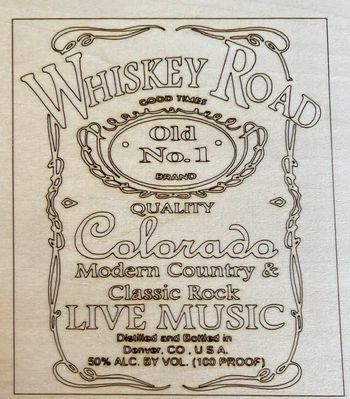 WHISKEY ROAD
GOOD TIMES
Old
No. 1
BRAND
QUALITY
Colorado
Modern Country &
Classic Rock
LIVE MUSIC
Distilled and Bottled in
Denver, CO, U S A.
50% ALC. BY VOL. (100 PROOF)